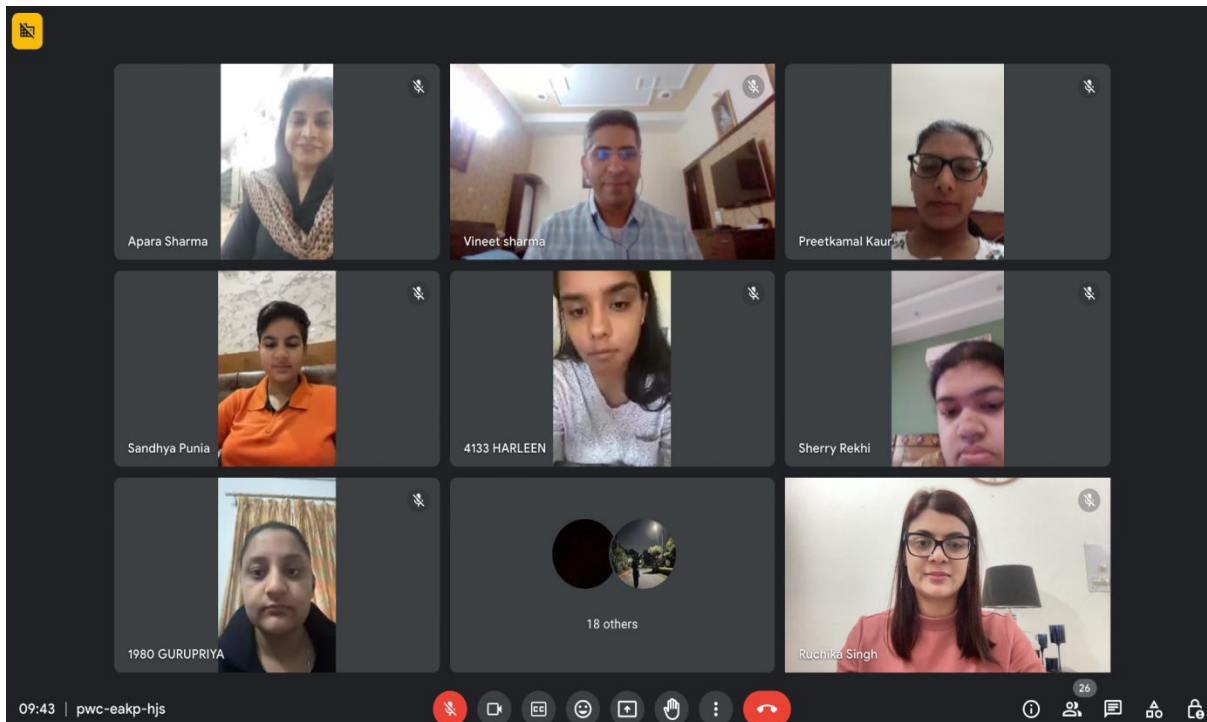 Apara Sharma
Vineet sharma
Preetkamal Kaur
Sandhya Punia
4133 HARLEEN
Sherry Rekhi
1980 GURUPRIYA
18 others
Ruchika Singh
26
09:43 | pwc-eakp-hjs
CC